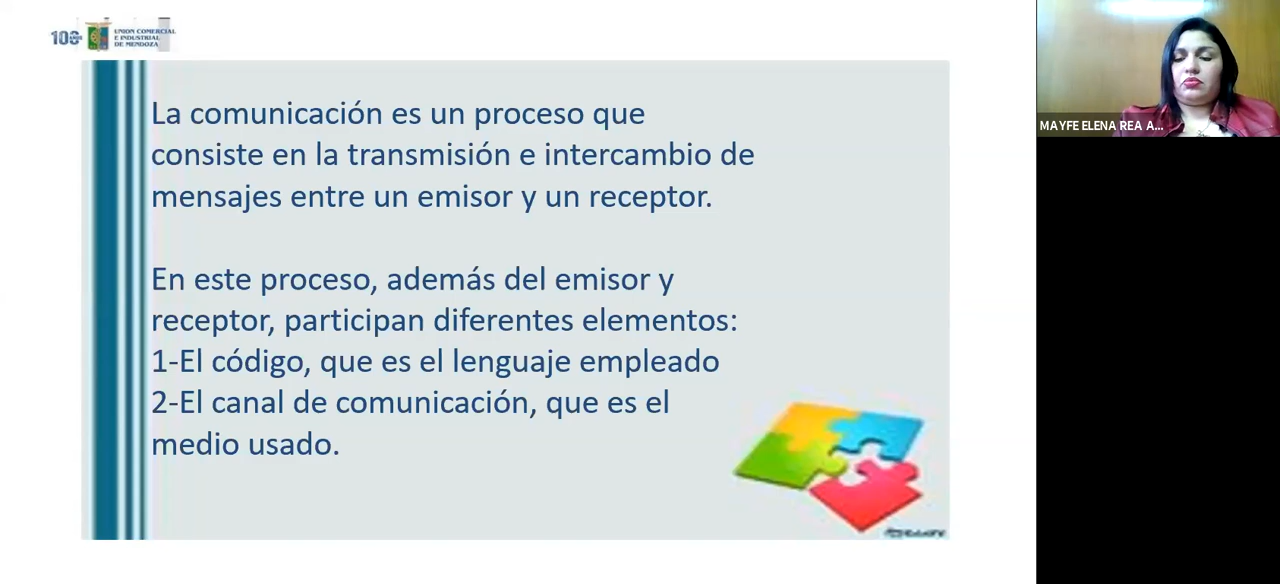 100
UNION COMERCIAL
E INDUSTRIAL
DE MENDOZA
MAYFE ELENA REA A...
La comunicación es un proceso que
consiste en la transmisión e intercambio de
mensajes entre un emisor y un receptor.
En este proceso, además del emisor y
receptor, participan diferentes elementos:
1-El código, que es el lenguaje empleado
2-El canal de comunicación, que es el
medio usado.